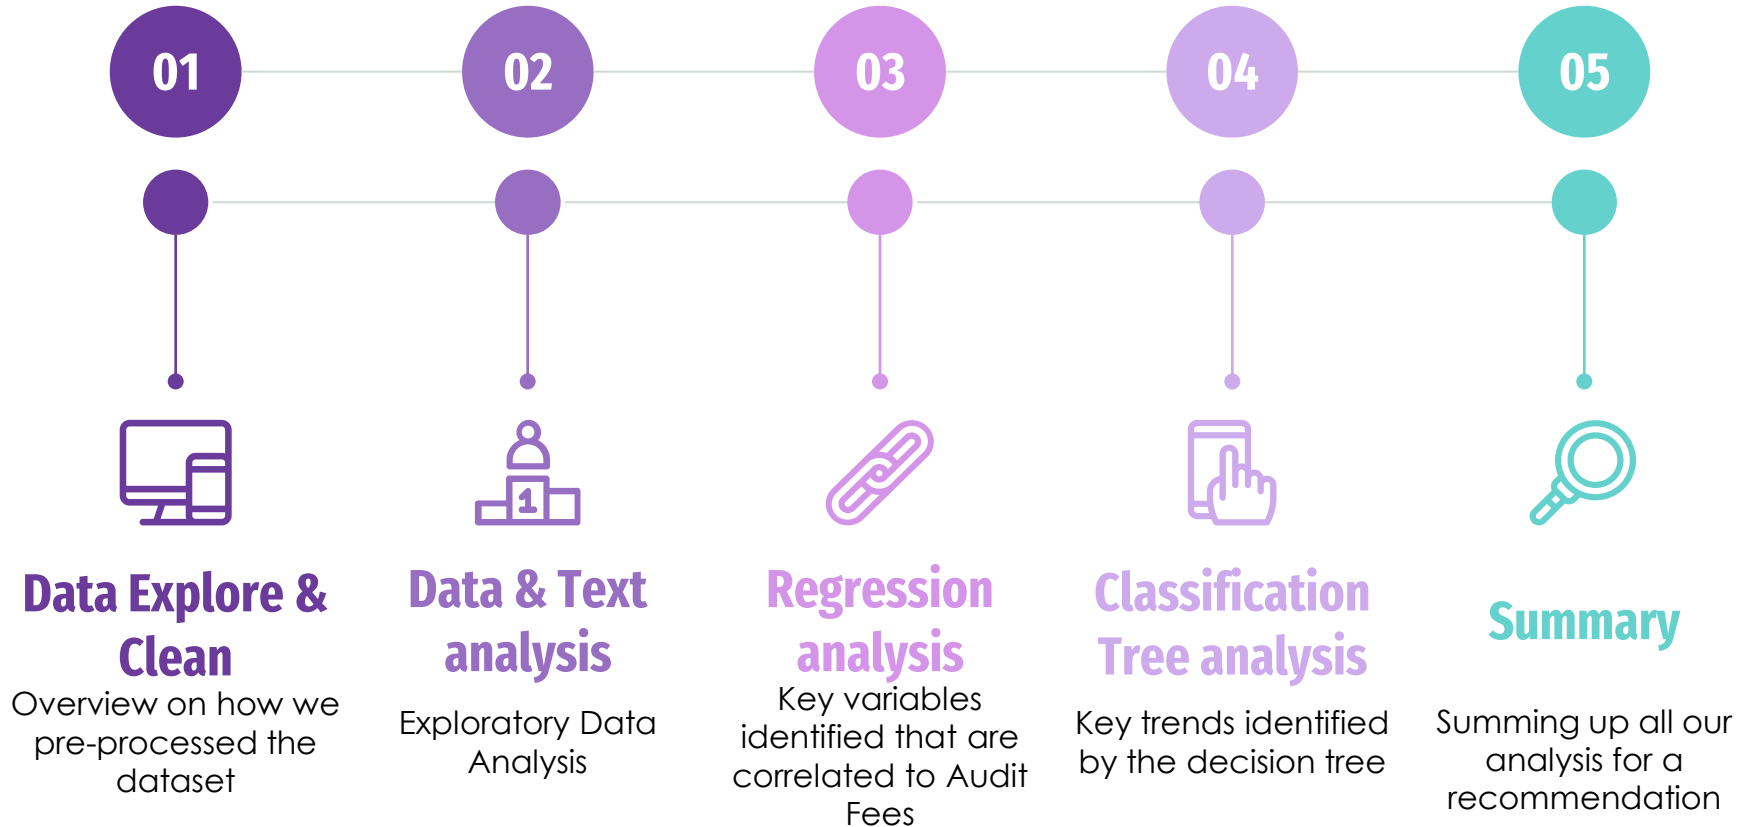 01
02
03
04
05
1
Data Explore &
Clean
Overview on how we
pre-processed the
dataset
Data & Text
analysis
Exploratory Data
Analysis
Regression
analysis
Key variables
identified that are
correlated to Audit
Fees
Classification
Tree analysis
Key trends identified
by the decision tree
Summary
Summing up all our
analysis for a
recommendation